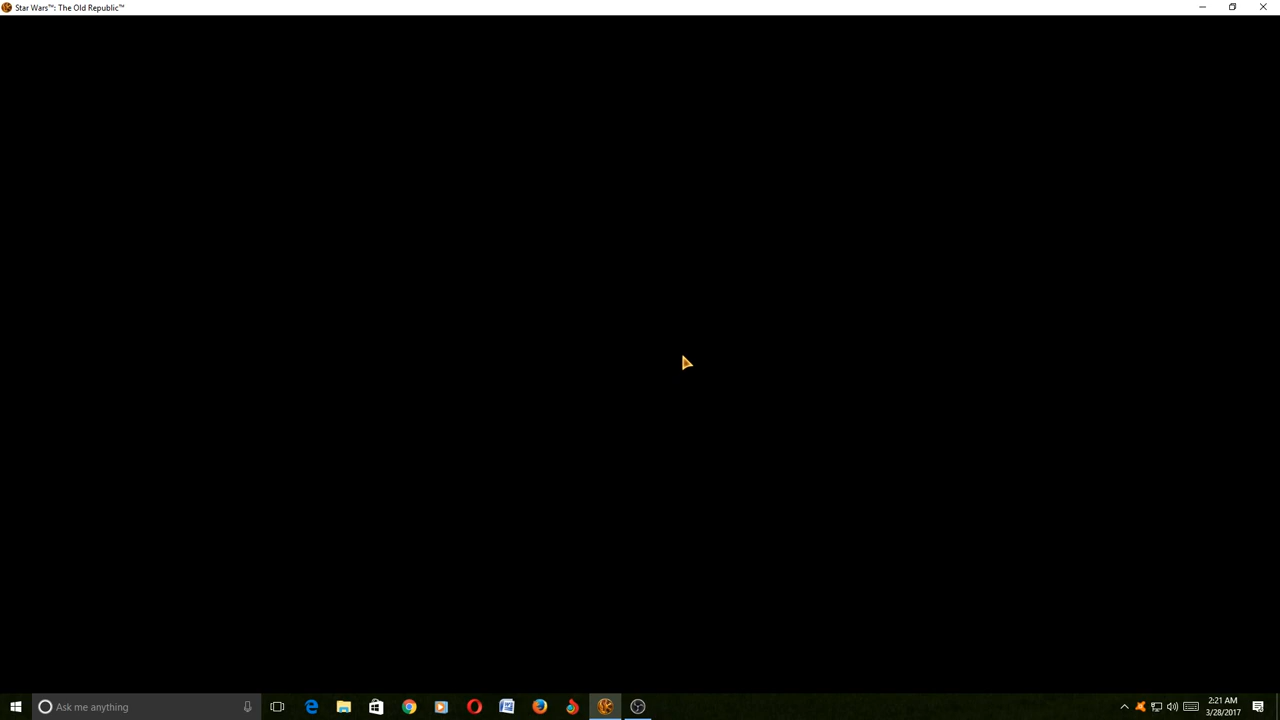 Star Wars™: The Old Republic™
Ask me anything
2:21 AM
3/28/2017